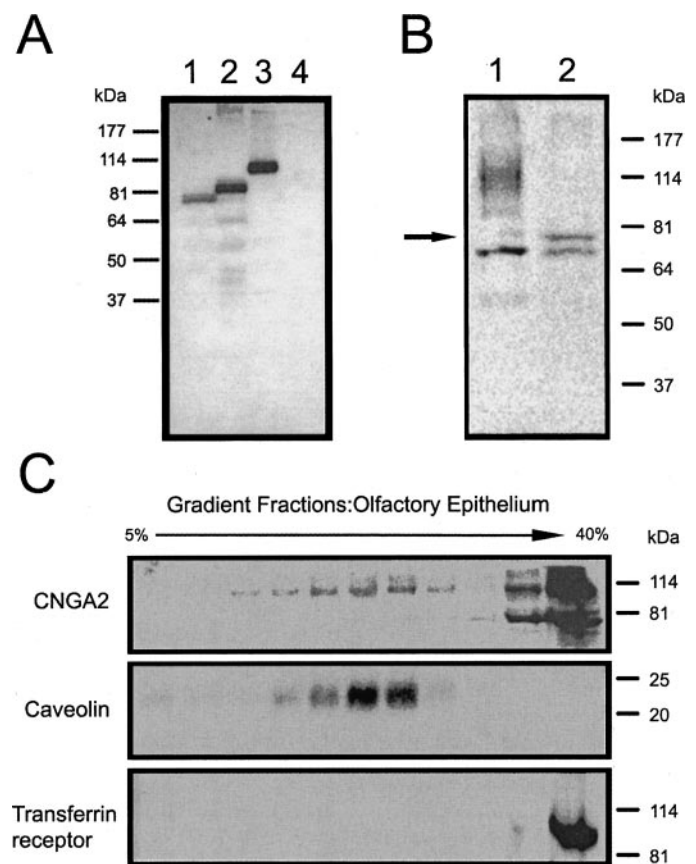 A
1 2 3 4
kDa
177
114
81
64
50
37
B
1 2
kDa
177
114
81
64
50
37
C
Gradient Fractions:Olfactory Epithelium
5% 40%
kDa
CNGA2
114
81
Caveolin
25
20
Transferrin
receptor
114
81